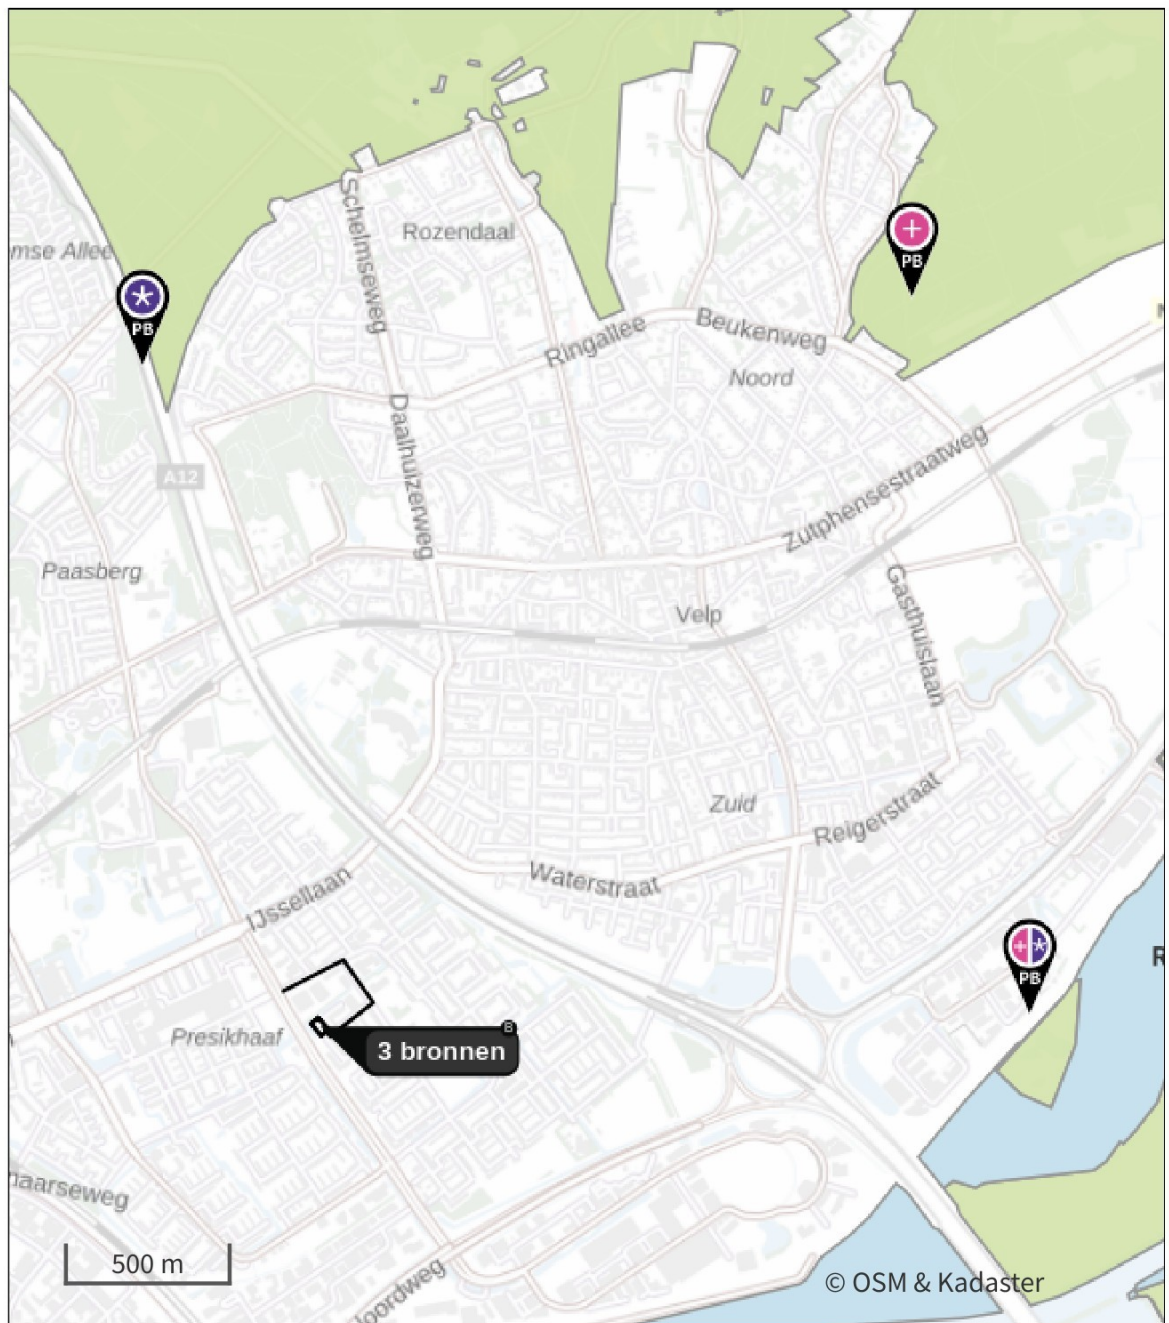 Schelmseweg
Rozendaal
mse Allee
PB
PB
Ringallee
Beukenweg
Noord
Daalhuizerweg
A12
Zutphensestraatweg
Paasberg
Velp
Gasthuislaan
Zuid
Reigerstraat
Waterstraat
IJssellaan
PB
R
Presikhaaf
B
3 bronnen
naarseweg
500 m
oordweg
© OSM & Kadaster